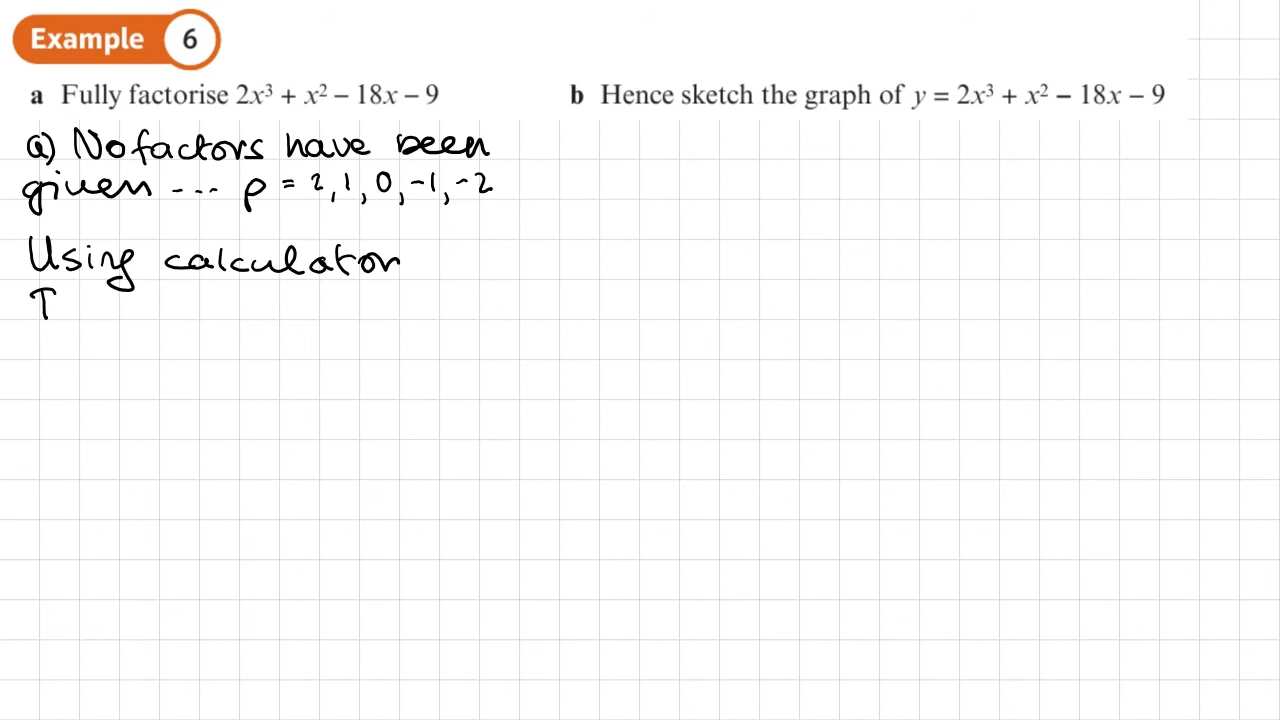 Example 6
a Fully factorise 2x³ + x² – 18x – 9
b Hence sketch the graph of y = 2x³ + x² – 18x – 9
a) No factors have been
given --- p = 2, 1, 0, -1, -2
Using calculator
T